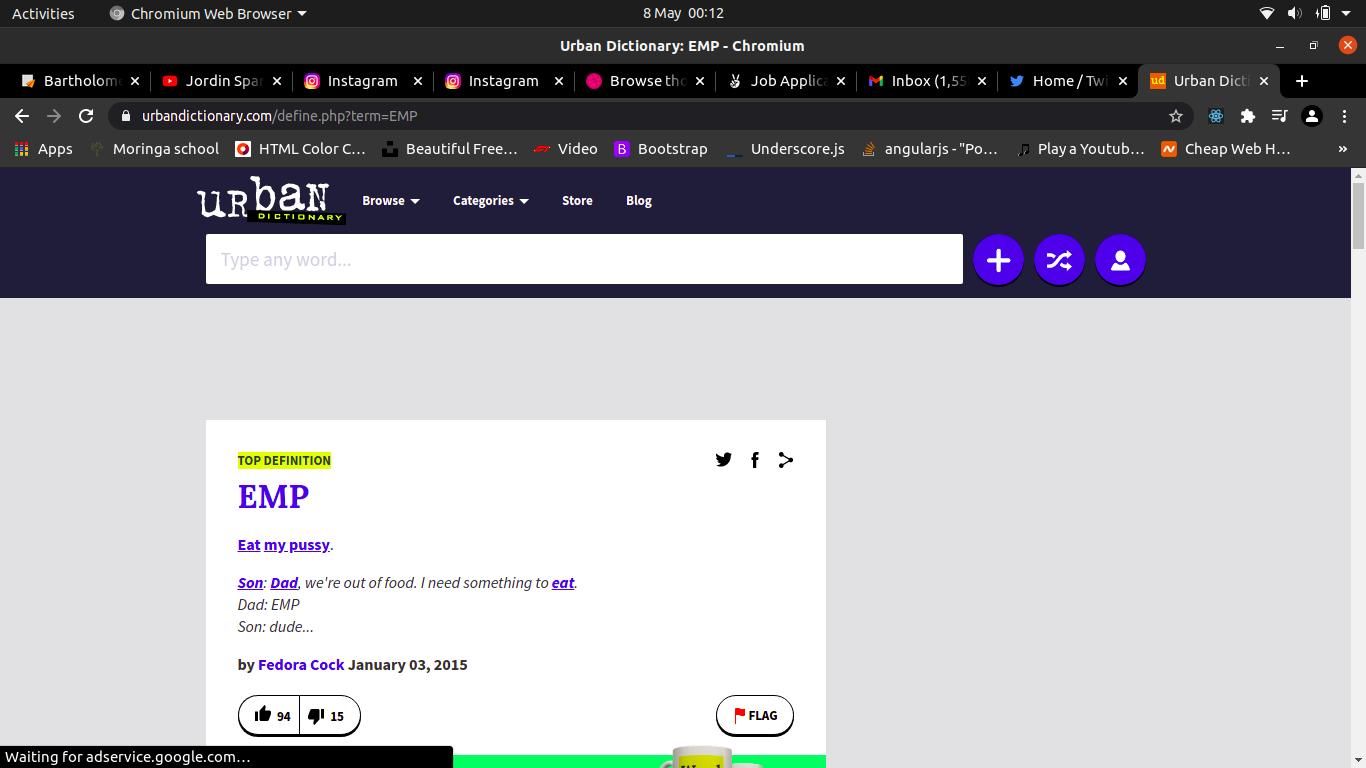 Activities Chromium Web Browser 8 May 00:12
Urban Dictionary: EMP - Chromium
Bartholome Jordin Spar Instagram Instagram Browse tho Job Applica Inbox (1,55 Home / Twi Urban Dicti
urbandictionary.com/define.php?term=EMP
Apps Moringa school HTML Color C… Beautiful Free… Video Bootstrap Underscore.js angularjs - "Po… Play a Youtub… Cheap Web H… »
urban DICTIONARY Browse Categories Store Blog
Type any word...
TOP DEFINITION
EMP
Eat my pussy.
Son: Dad, we're out of food. I need something to eat.
Dad: EMP
Son: dude...
by Fedora Cock January 03, 2015
94 15 FLAG
Waiting for adservice.google.com…